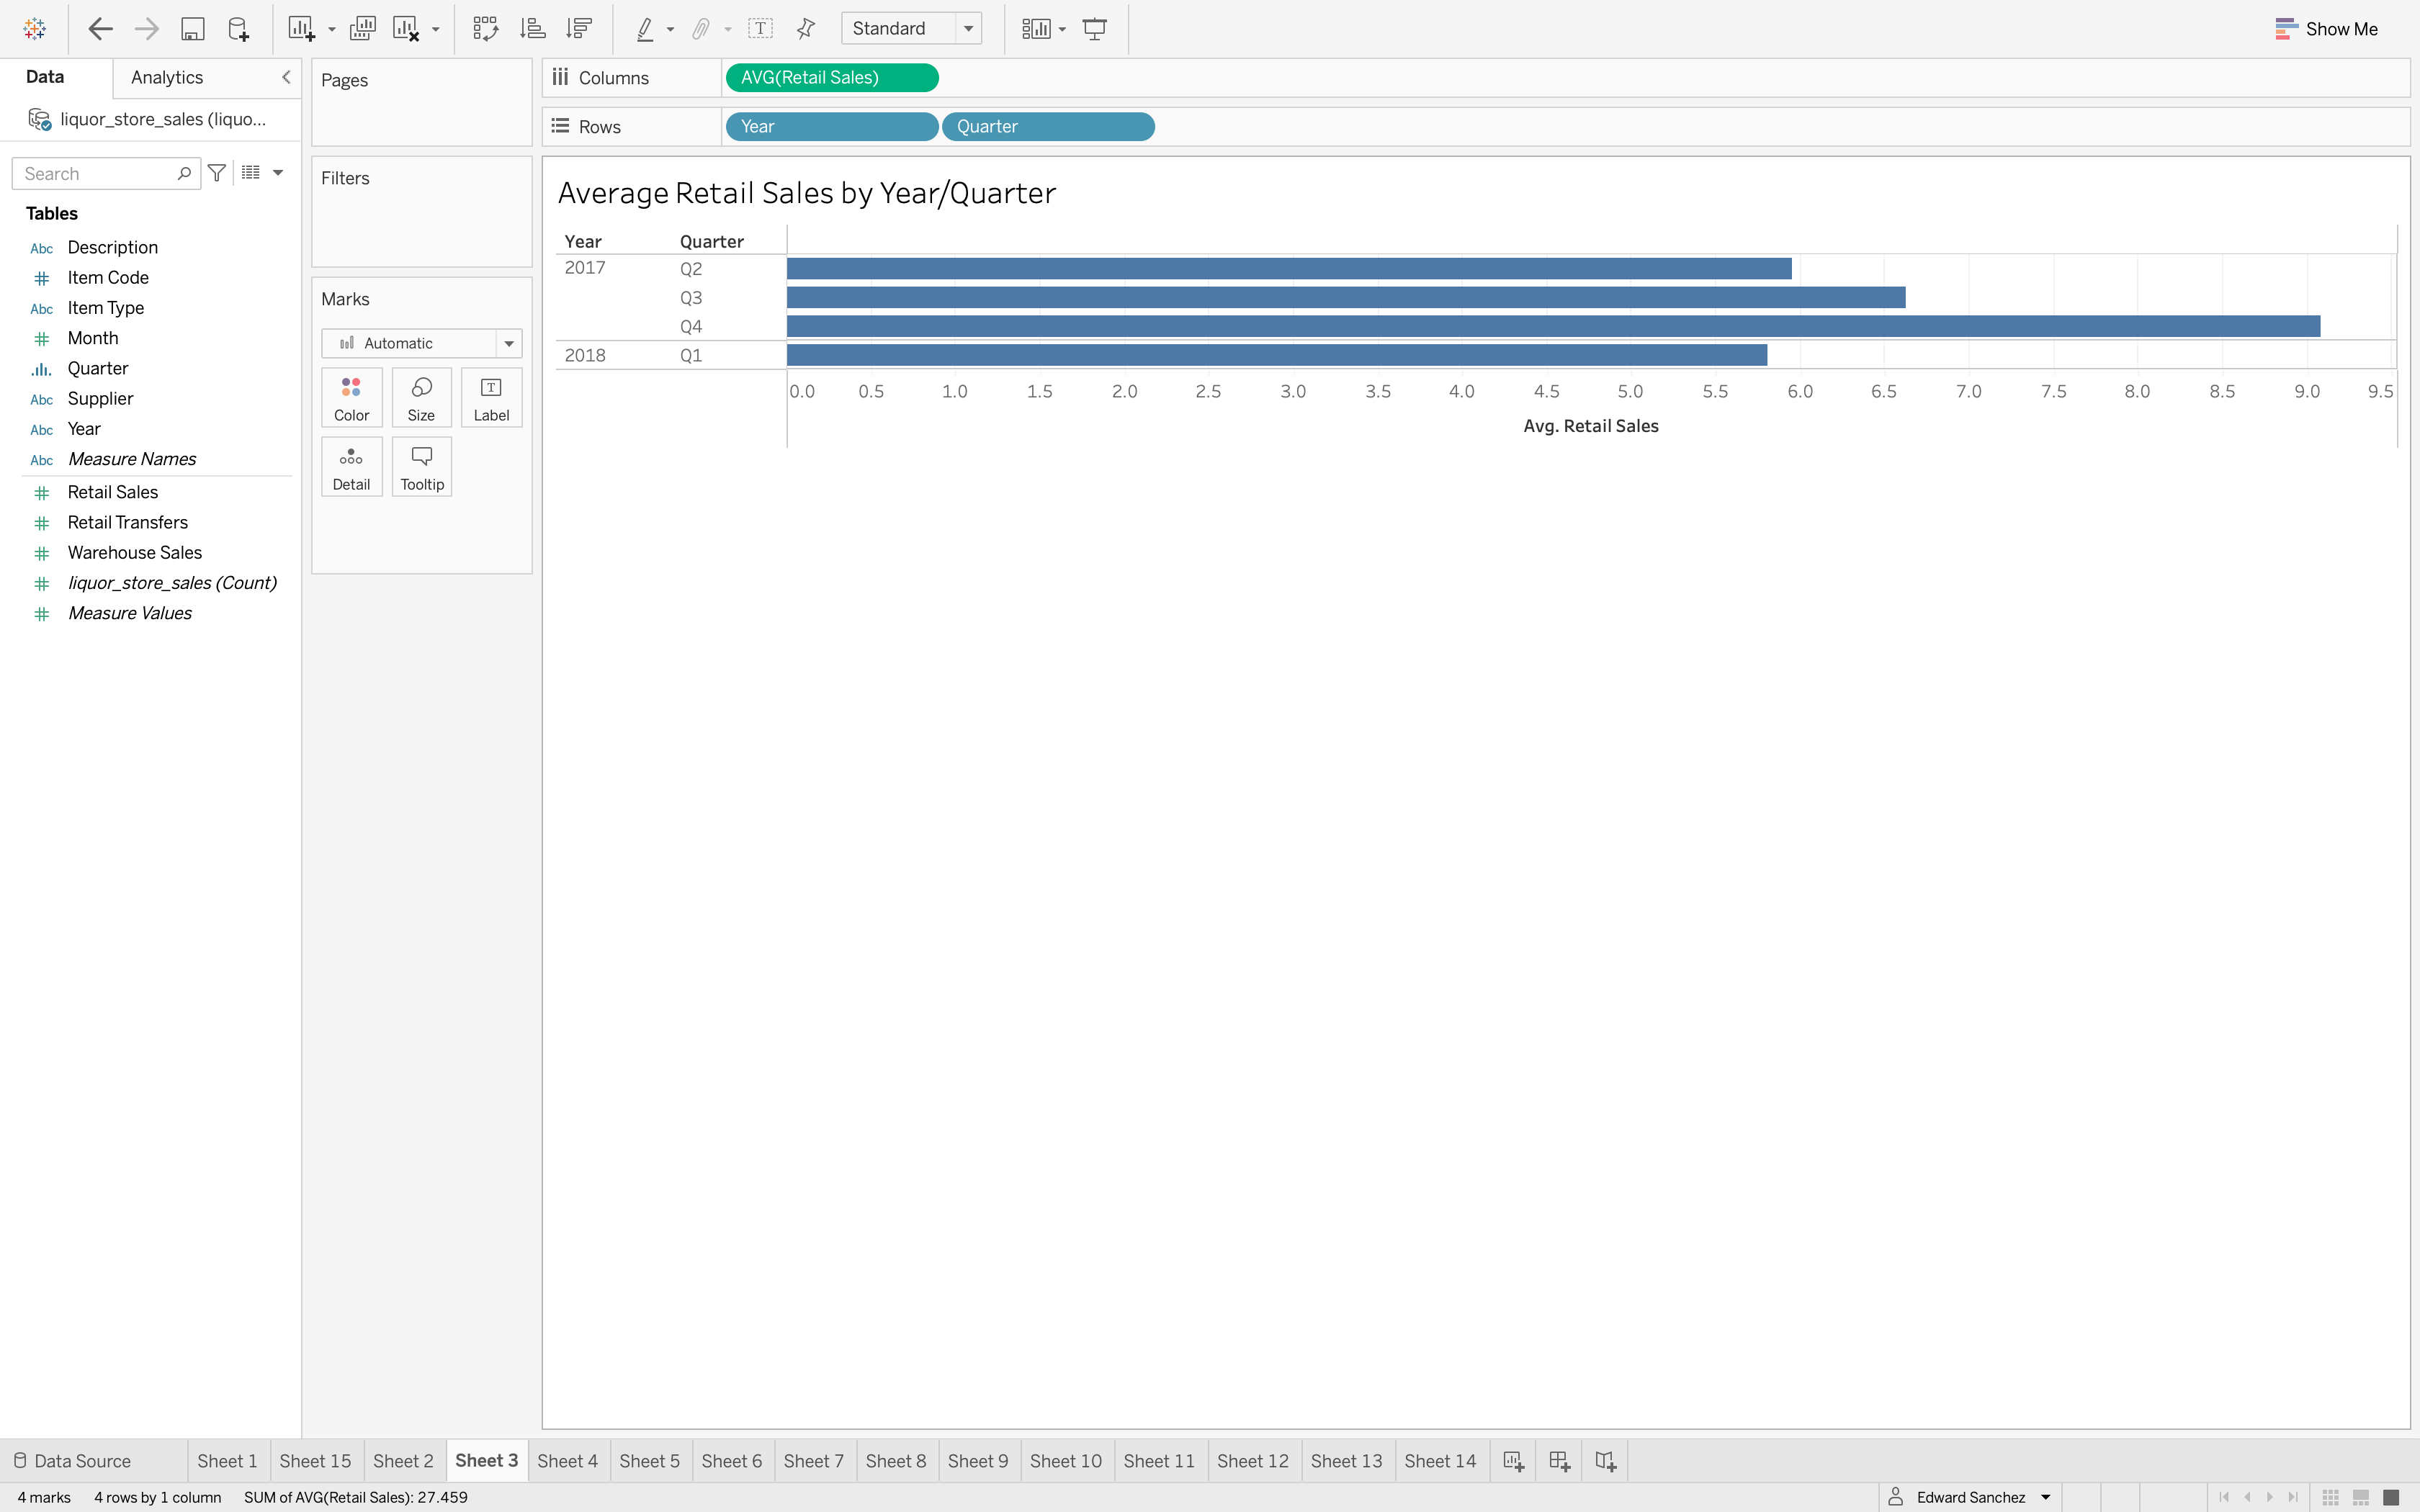 Standard
Show Me
Data
Analytics
liquor_store_sales (liquo...
Search
Tables
Abc Description
Item Code
Abc Item Type
Month
Quarter
Abc Supplier
Abc Year
Abc Measure Names
Retail Sales
Retail Transfers
Warehouse Sales
liquor_store_sales (Count)
Measure Values
Pages
Filters
Marks
Automatic
Color Size Label
Detail Tooltip
Columns AVG(Retail Sales)
Rows Year Quarter
Average Retail Sales by Year/Quarter
Year Quarter
2017 Q2
Q3
Q4
2018 Q1
0.0 0.5 1.0 1.5 2.0 2.5 3.0 3.5 4.0 4.5 5.0 5.5 6.0 6.5 7.0 7.5 8.0 8.5 9.0 9.5
Avg. Retail Sales
Data Source Sheet 1 Sheet 15 Sheet 2 Sheet 3 Sheet 4 Sheet 5 Sheet 6 Sheet 7 Sheet 8 Sheet 9 Sheet 10 Sheet 11 Sheet 12 Sheet 13 Sheet 14
4 marks 4 rows by 1 column SUM of AVG(Retail Sales): 27.459 Edward Sanchez